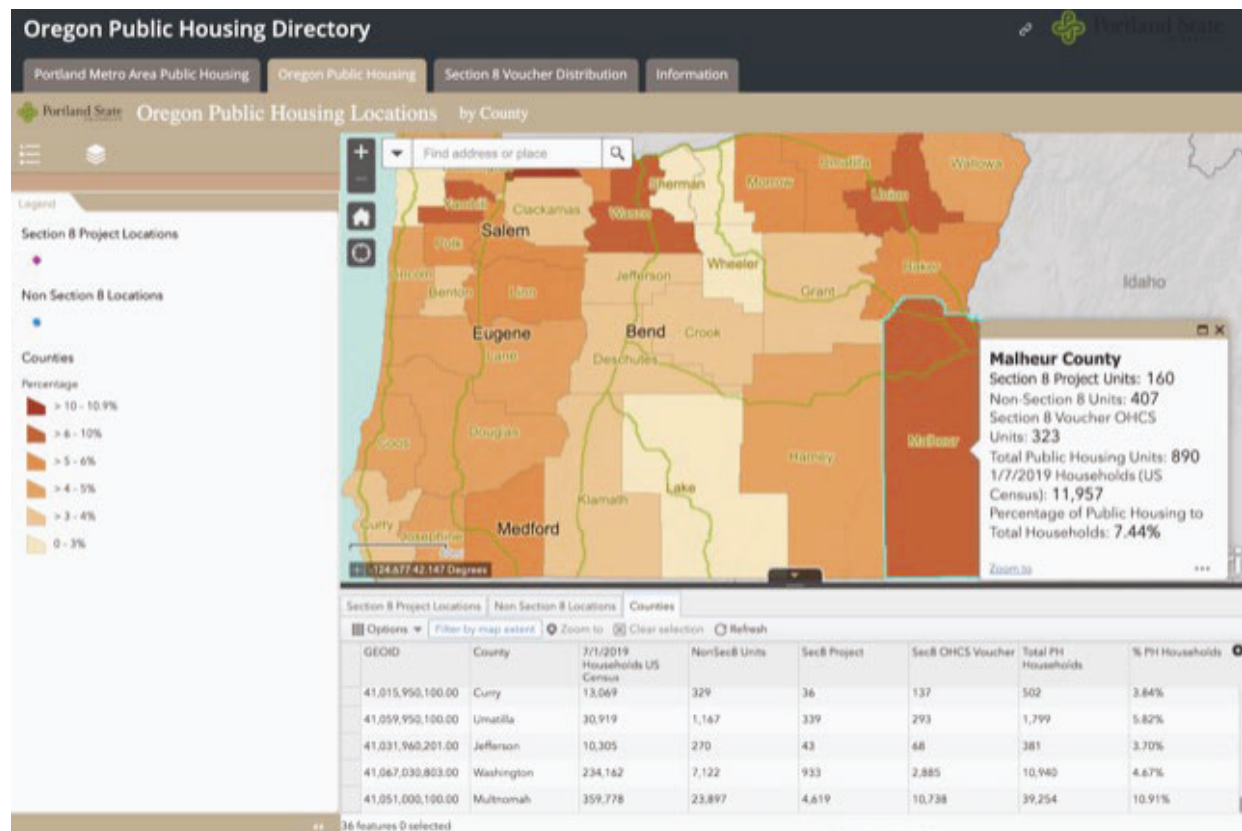 Oregon Public Housing Directory
Portland State
Portland Metro Area Public Housing
Oregon Public Housing
Section 8 Voucher Distribution
Information
Portland State Oregon Public Housing Locations by County
Find address or place
Legend
Section 8 Project Locations
Non Section 8 Locations
Counties
Percentage
> 10 - 10.9%
> 6 - 10%
> 5 - 6%
> 4 - 5%
> 3 - 4%
0 - 3%
Umatilla
Wallowa
Sherman
Morrow
Union
Yamhill
Clackamas
Wasco
Salem
Polk
Wheeler
Baker
Lincoln
Jefferson
Benton
Linn
Grant
Idaho
Eugene
Bend
Crook
Lane
Deschutes
Coos
Douglas
Malheur
Harney
Klamath
Lake
Curry
Josephine
Medford
-124.677 42.147 Degrees
Malheur County
Section 8 Project Units: 160
Non-Section 8 Units: 407
Section 8 Voucher OHCS
Units: 323
Total Public Housing Units: 890
1/7/2019 Households (US
Census): 11,957
Percentage of Public Housing to
Total Households: 7.44%
Zoom to
Section 8 Project Locations Non Section 8 Locations Counties
Options Filter by map extent Zoom to Clear selection Refresh
GEOID County 7/1/2019 Households US Census NonSec8 Units Sec8 Project Sec8 OHCS Voucher Total PH Households % PH Households
41,015,950,100.00 Curry 13,069 329 36 137 502 3.84%
41,059,950,100.00 Umatilla 30,919 1,167 339 293 1,799 5.82%
41,031,960,201.00 Jefferson 10,305 270 43 68 381 3.70%
41,067,030,803.00 Washington 234,162 7,122 933 2,885 10,940 4.67%
41,051,000,100.00 Multnomah 359,778 23,897 4,619 10,738 39,254 10.91%
36 features 0 selected